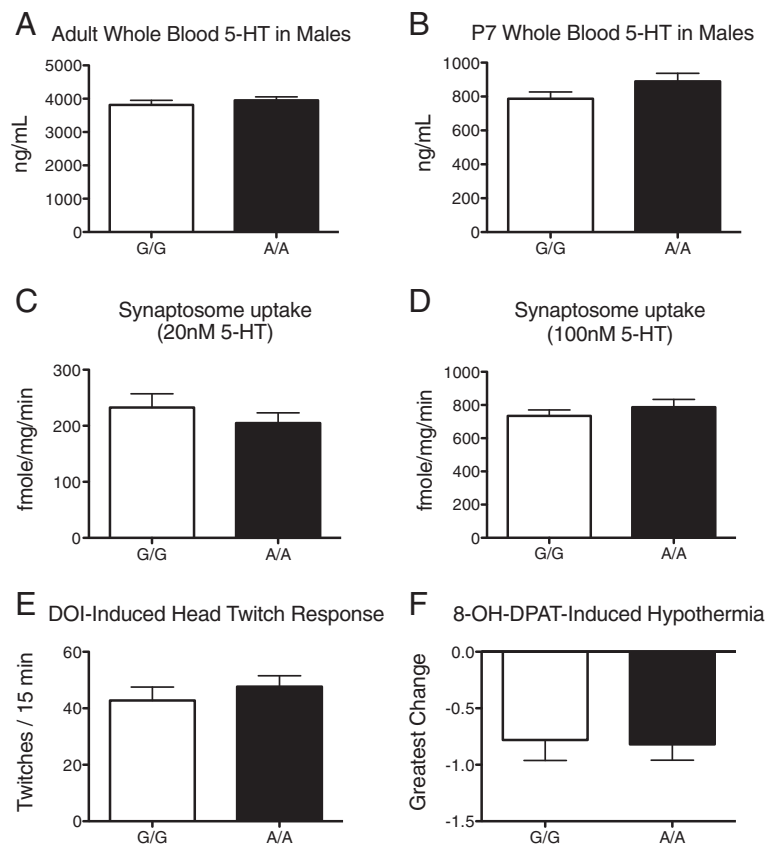 A Adult Whole Blood 5-HT in Males
5000
4000
3000
2000
1000
0
ng/mL
G/G A/A
B P7 Whole Blood 5-HT in Males
1000
800
600
400
200
0
ng/mL
G/G A/A
C Synaptosome uptake
(20nM 5-HT)
300
200
100
0
fmole/mg/min
G/G A/A
D Synaptosome uptake
(100nM 5-HT)
1000
800
600
400
200
0
fmole/mg/min
G/G A/A
E DOI-Induced Head Twitch Response
60
40
20
0
Twitches / 15 min
G/G A/A
F 8-OH-DPAT-Induced Hypothermia
0.0
-0.5
-1.0
-1.5
Greatest Change
G/G A/A